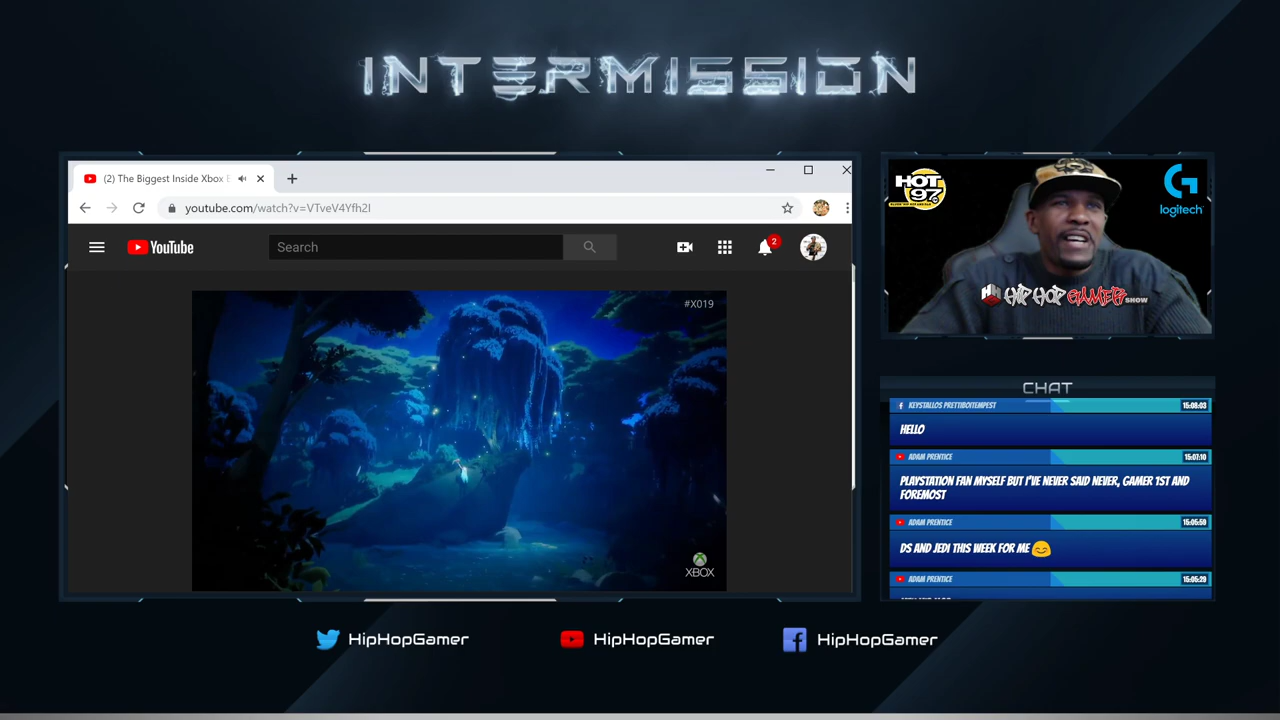 INTERMISSION
(2) The Biggest Inside Xbox E
youtube.com/watch?v=VTveV4Yfh2I
YouTube
Search
2
#XO19
XBOX
HOT
97
logitech
HIP HOP GAMER SHOW
CHAT
KEYSTALLOS PRETTYBOITEMPEST
15:08:03
HELLO
ADAM PRENTICE
15:07:10
PLAYSTATION FAN MYSELF BUT I'VE NEVER SAID NEVER, GAMER 1ST AND
FOREMOST
ADAM PRENTICE
15:05:59
DS AND JEDI THIS WEEK FOR ME
ADAM PRENTICE
15:05:29
HipHopGamer
HipHopGamer
HipHopGamer